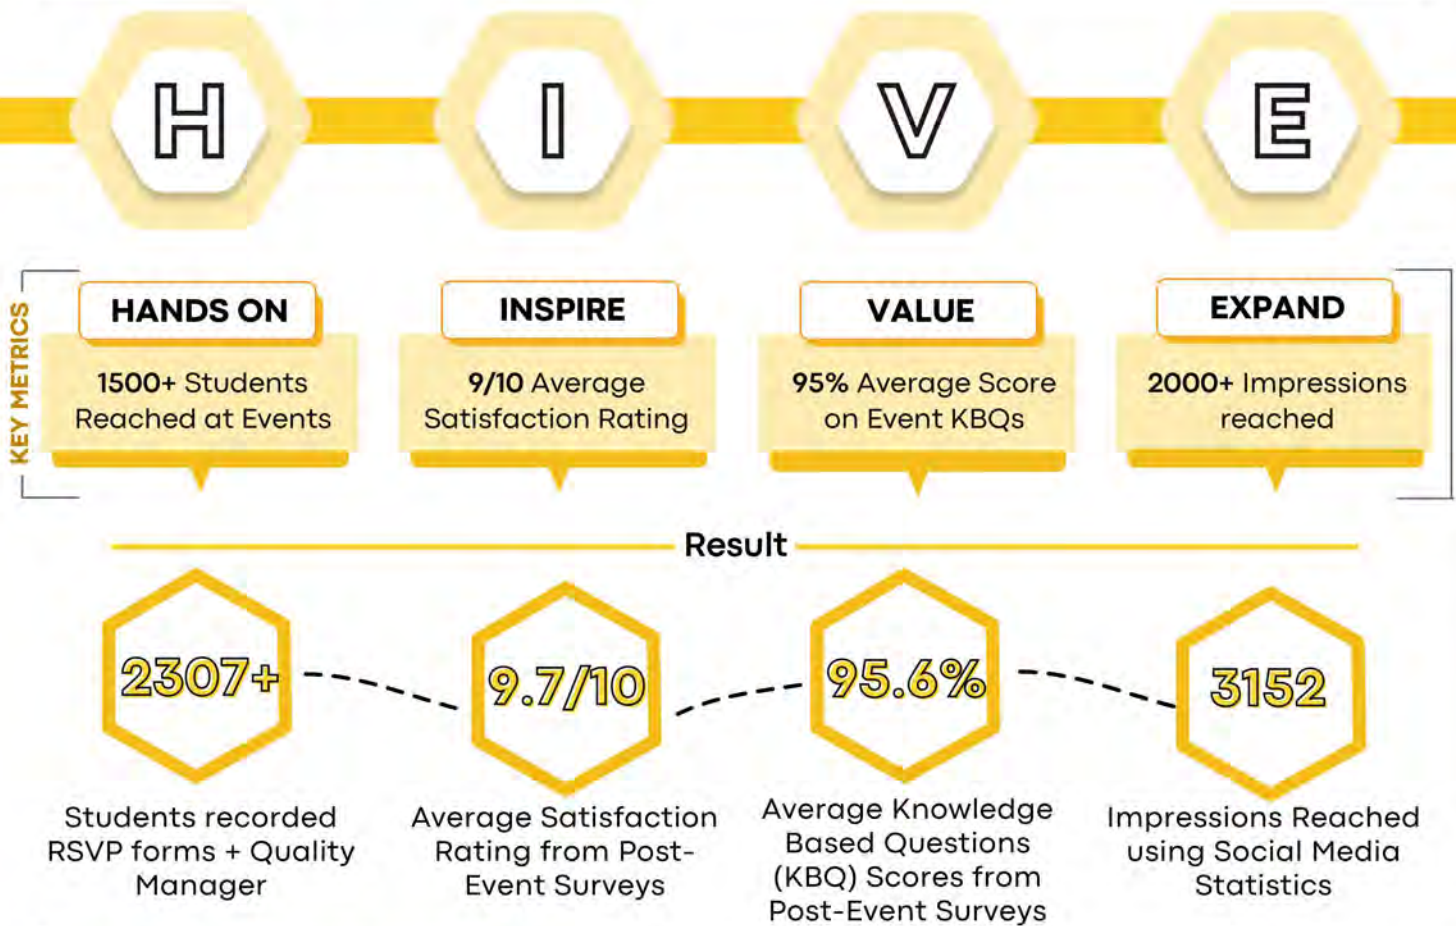 H
I
V
E
KEY METRICS
HANDS ON
1500+ Students
Reached at Events
INSPIRE
9/10 Average
Satisfaction Rating
VALUE
95% Average Score
on Event KBQs
EXPAND
2000+ Impressions
reached
Result
2307+
Students recorded
RSVP forms + Quality
Manager
9.7/10
Average Satisfaction
Rating from Post-
Event Surveys
95.6%
Average Knowledge
Based Questions
(KBQ) Scores from
Post-Event Surveys
3152
Impressions Reached
using Social Media
Statistics